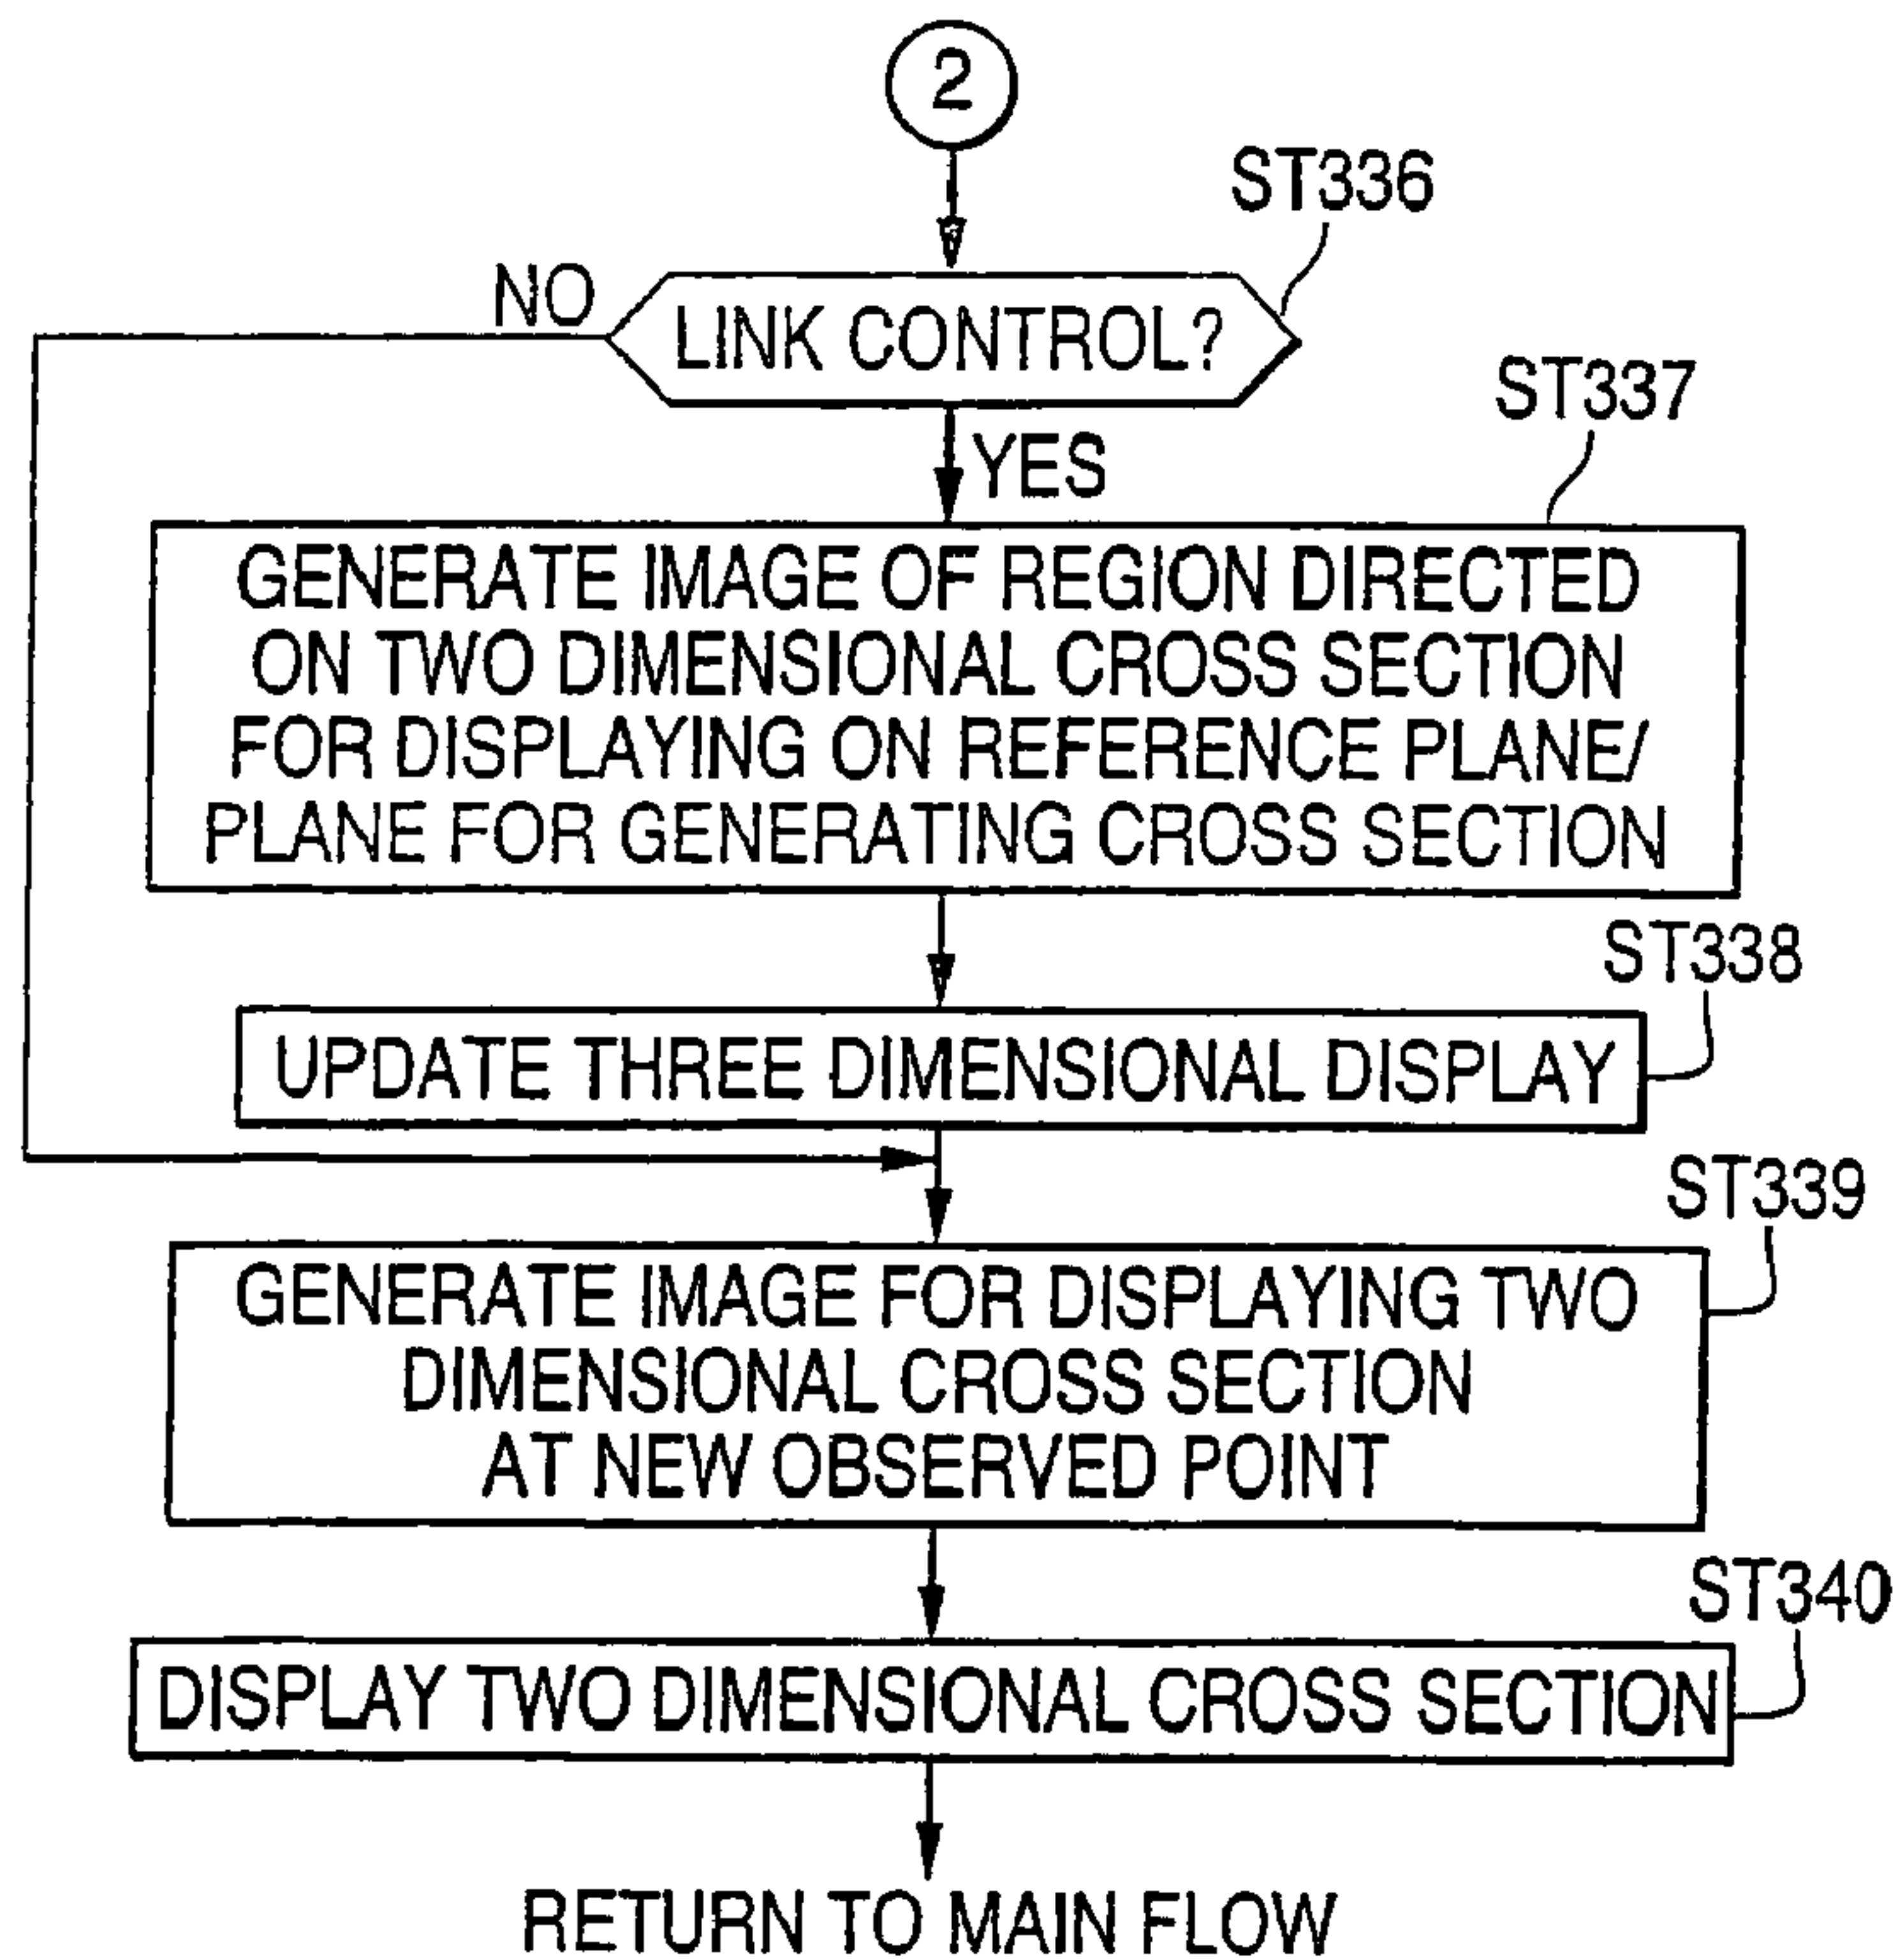 2
ST336
NO
LINK CONTROL?
ST337
YES
GENERATE IMAGE OF REGION DIRECTED
ON TWO DIMENSIONAL CROSS SECTION
FOR DISPLAYING ON REFERENCE PLANE/
PLANE FOR GENERATING CROSS SECTION
ST338
UPDATE THREE DIMENSIONAL DISPLAY
ST339
GENERATE IMAGE FOR DISPLAYING TWO
DIMENSIONAL CROSS SECTION
AT NEW OBSERVED POINT
ST340
DISPLAY TWO DIMENSIONAL CROSS SECTION
RETURN TO MAIN FLOW